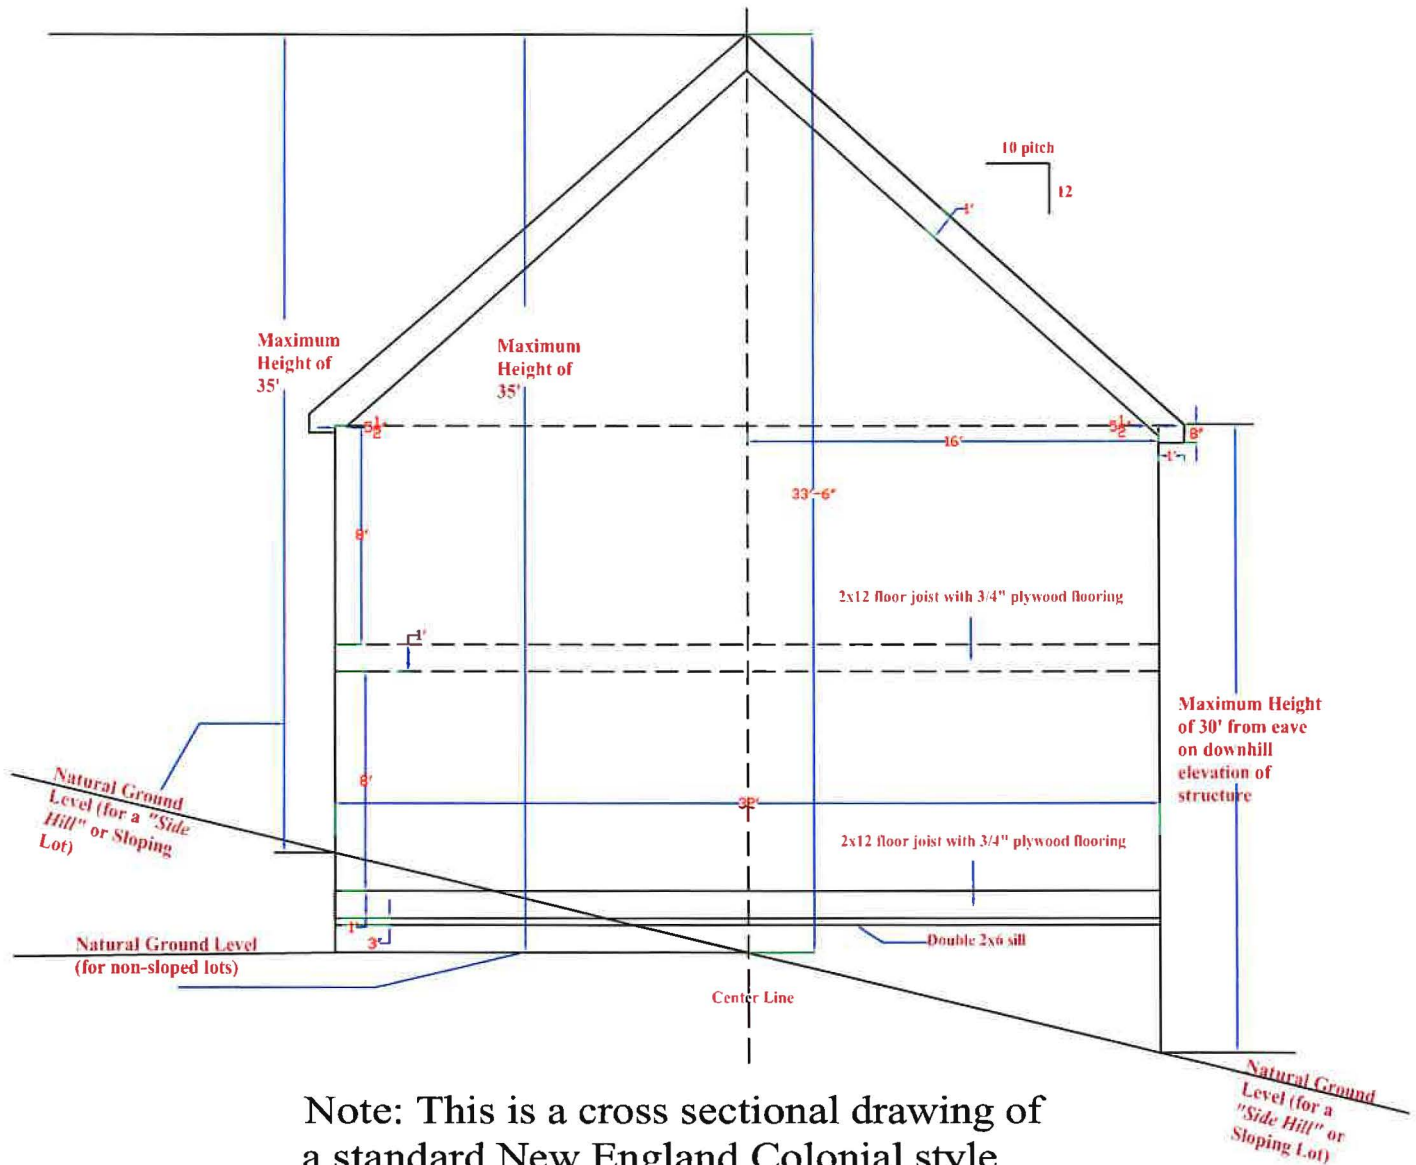 10 pitch
12
1'
Maximum
Height of
35'
Maximum
Height of
35'
5 1/2"
5 1/2"
8"
16'
1'
33'-6"
8'
2x12 floor joist with 3/4" plywood flooring
1'
Maximum Height
of 30' from eave
on downhill
elevation of
structure
Natural Ground
Level (for a "Side
Hill" or Sloping
Lot)
8'
32'
2x12 floor joist with 3/4" plywood flooring
1'
3"
Double 2x6 sill
Natural Ground Level
(for non-sloped lots)
Center Line
Natural Ground
Level (for a
"Side Hill" or
Sloping Lot)
Note: This is a cross sectional drawing of
a standard New England Colonial style